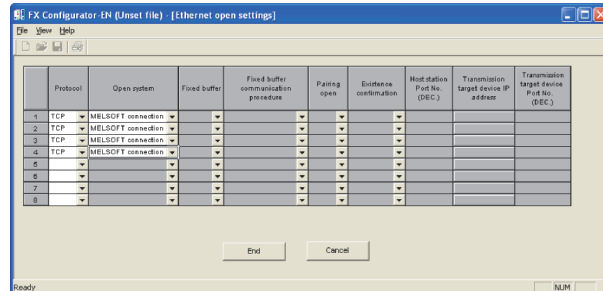 FX Configurator-EN (Unset file) - [Ethernet open settings]
File View Help
Protocol Open system Fixed buffer Fixed buffer communication procedure Pairing open Existence confirmation Host station Port No. (DEC.) Transmission target device IP address Transmission target device Port No. (DEC.)
1 TCP MELSOFT connection
2 TCP MELSOFT connection
3 TCP MELSOFT connection
4 TCP MELSOFT connection
5
6
7
8
End Cancel
Ready NUM